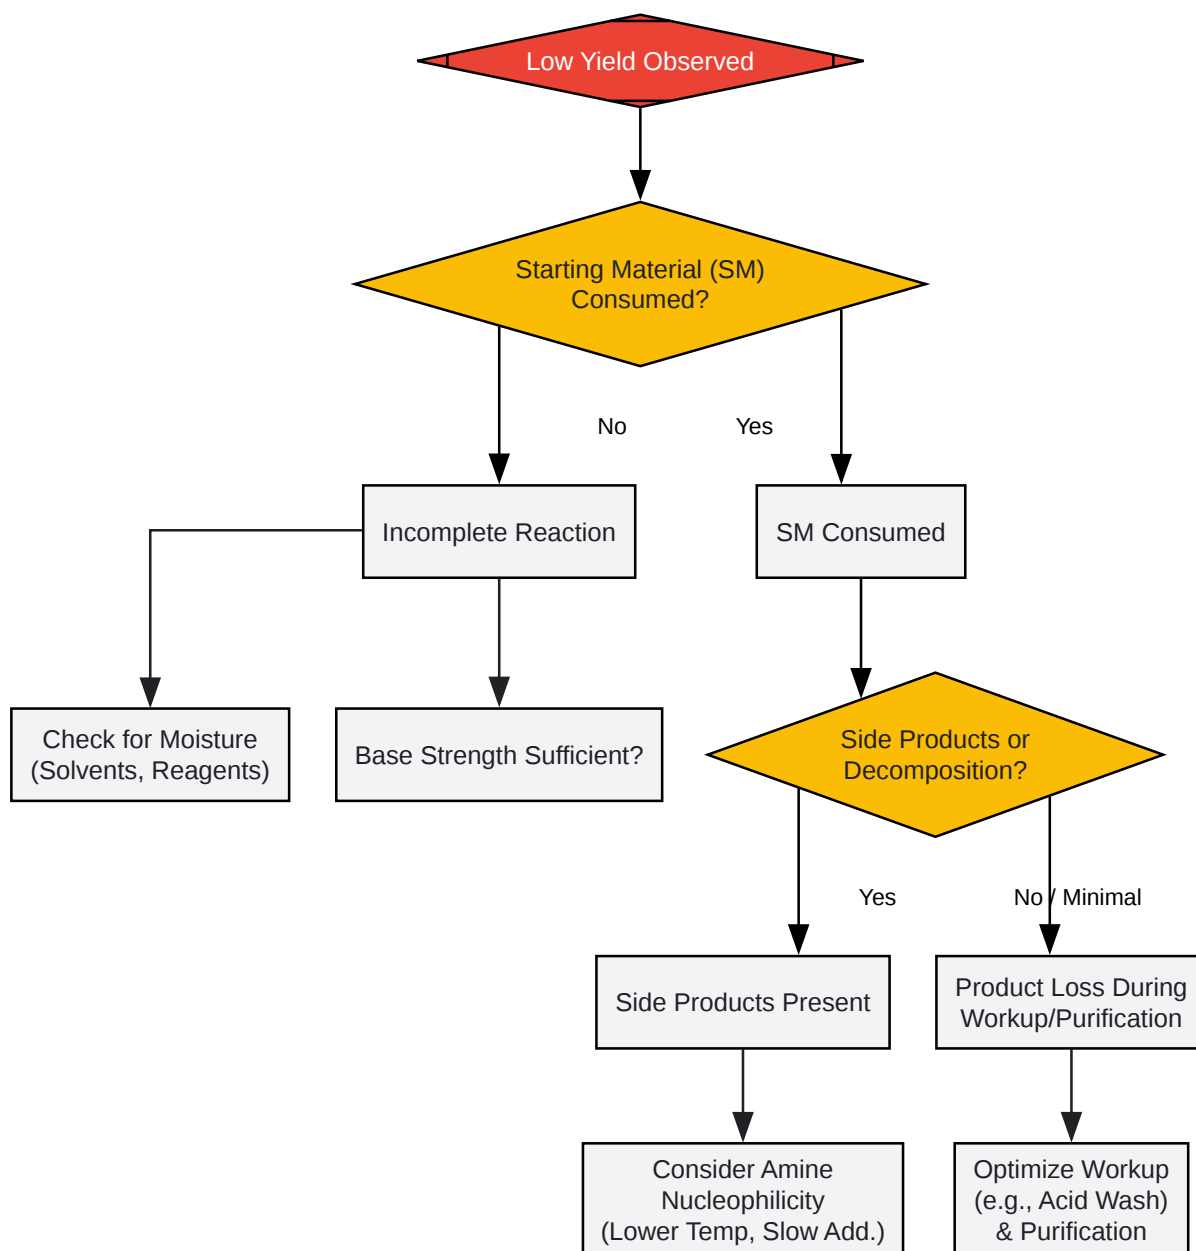 Low Yield Observed
Starting Material (SM)
Consumed?
No
Yes
Incomplete Reaction
SM Consumed
Check for Moisture
(Solvents, Reagents)
Base Strength Sufficient?
Side Products or
Decomposition?
Yes
No / Minimal
Side Products Present
Product Loss During
Workup/Purification
Consider Amine
Nucleophilicity
(Lower Temp, Slow Add.)
Optimize Workup
(e.g., Acid Wash)
& Purification